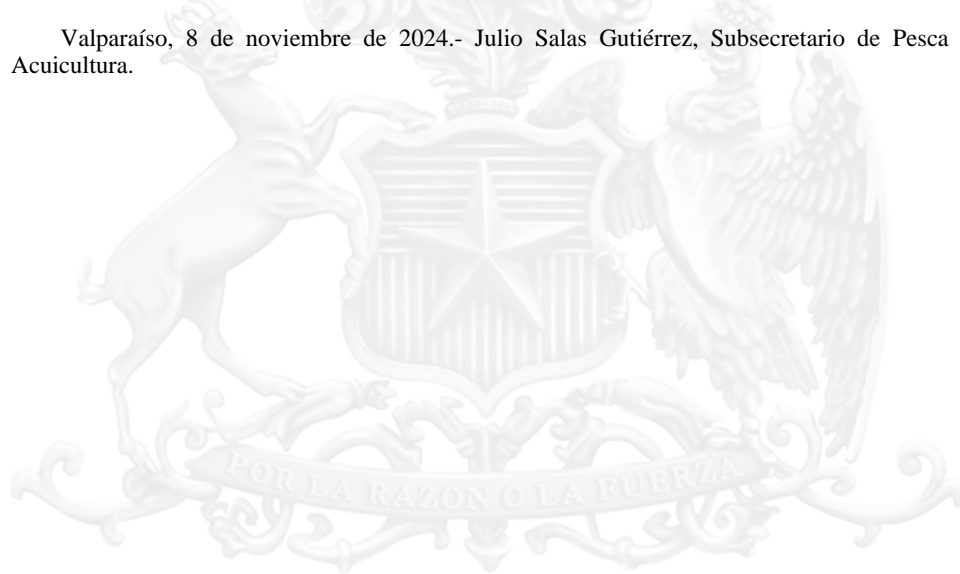 Valparaíso, 8 de noviembre de 2024.- Julio Salas Gutiérrez, Subsecretario de Pesca
Acuicultura.
POR LA RAZON O LA FUERZA